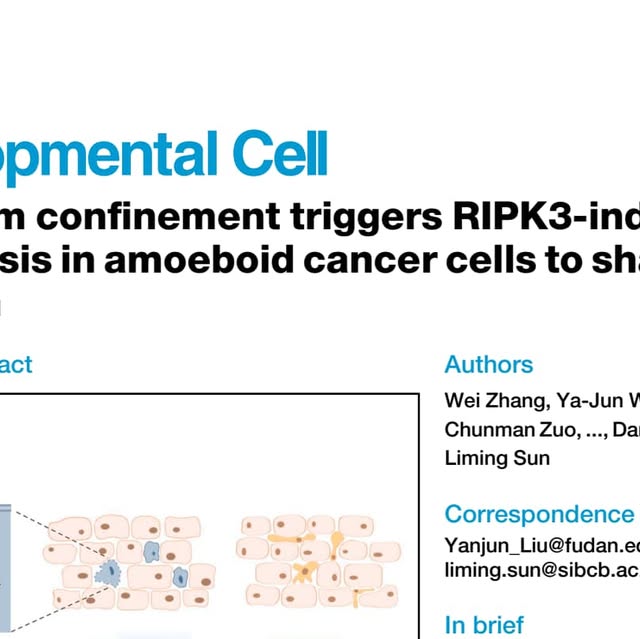 opmental Cell
m confinement triggers RIPK3-ind
sis in amoeboid cancer cells to sha
act
Authors
Wei Zhang, Ya-Jun W
Chunman Zuo, ..., Da
Liming Sun
Correspondence
Yanjun_Liu@fudan.ed
liming.sun@sibcb.ac
In brief